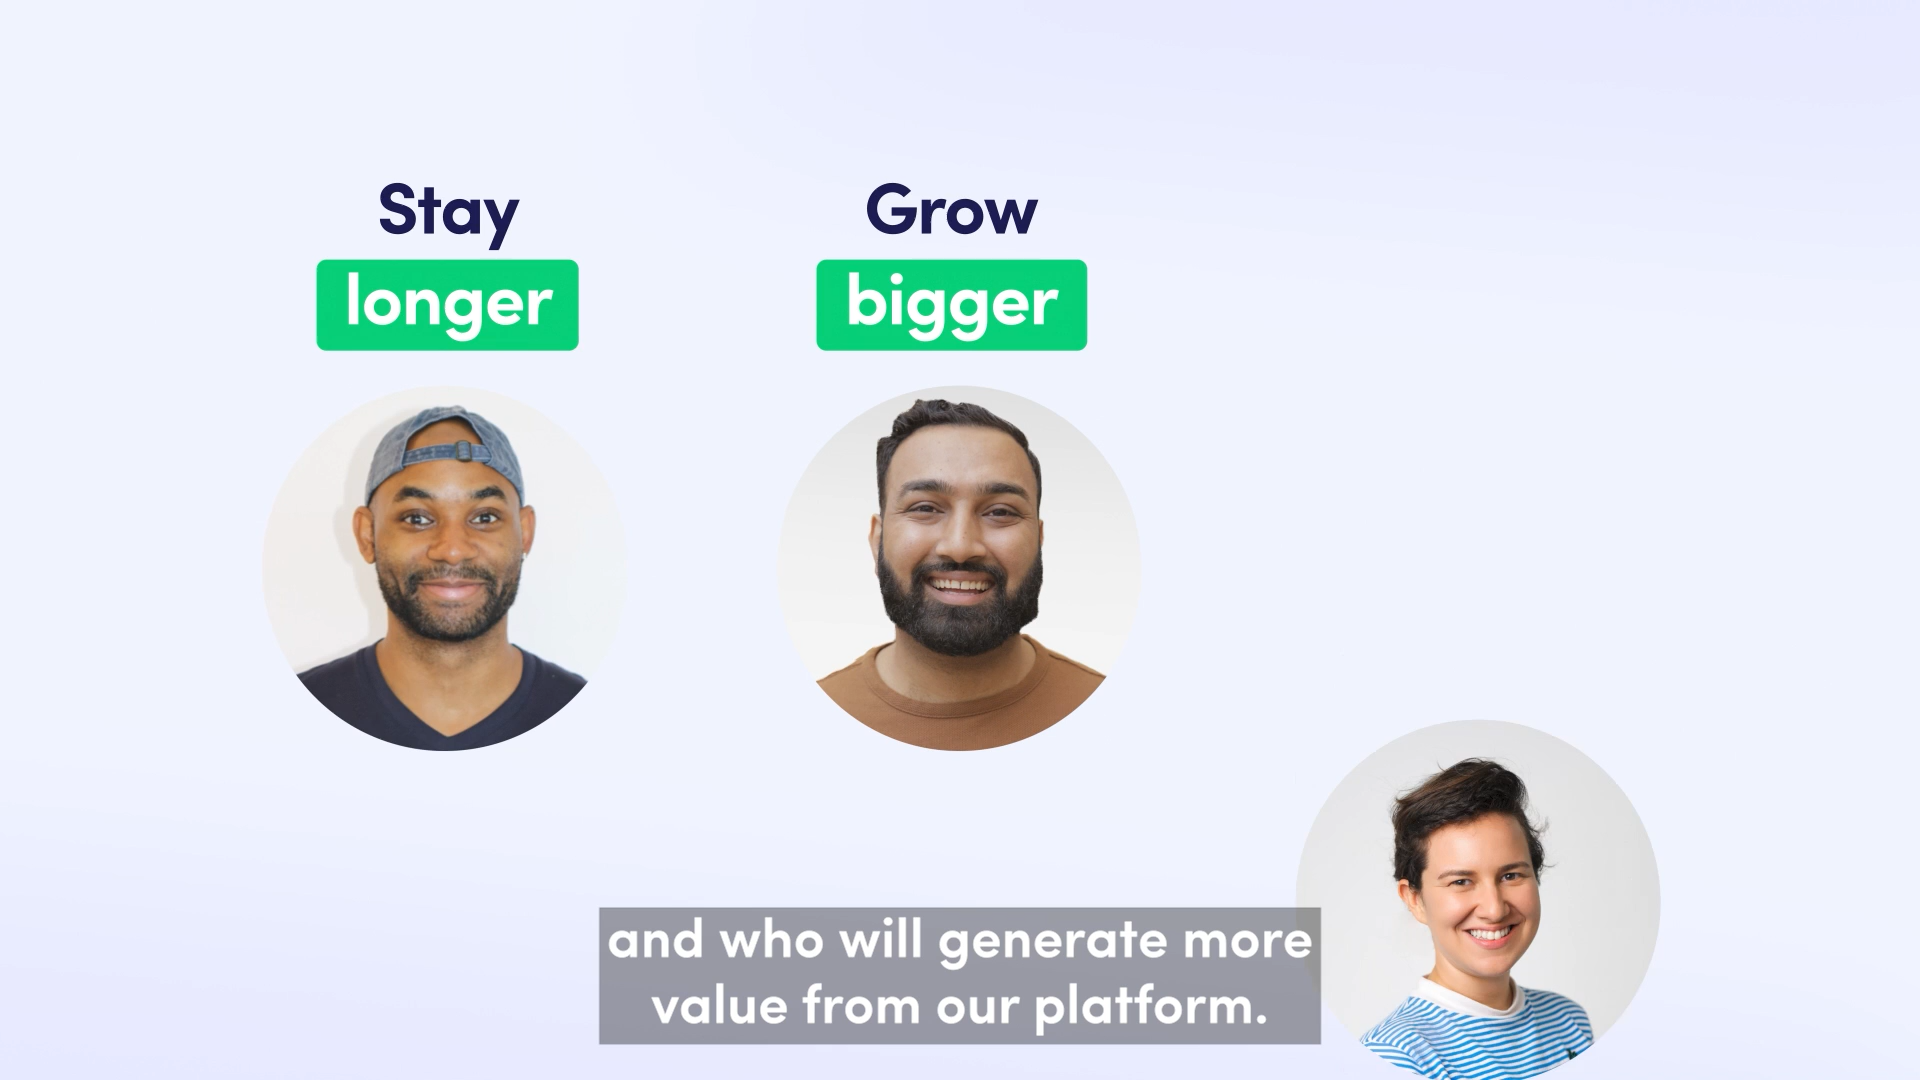 Stay
longer
Grow
bigger
and who will generate more
value from our platform.